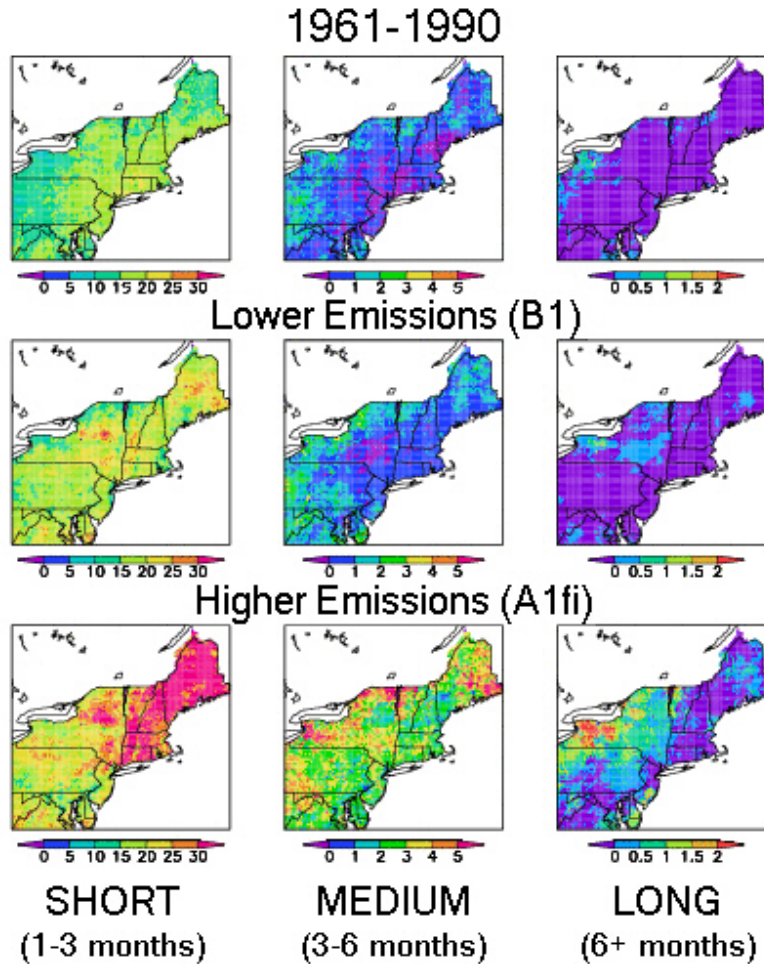 1961-1990
0 5 10 15 20 25 30
0 1 2 3 4 5
0 0.5 1 1.5 2
Lower Emissions (B1)
0 5 10 15 20 25 30
0 1 2 3 4 5
0 0.5 1 1.5 2
Higher Emissions (A1fi)
0 5 10 15 20 25 30
0 1 2 3 4 5
0 0.5 1 1.5 2
SHORT
(1-3 months)
MEDIUM
(3-6 months)
LONG
(6+ months)